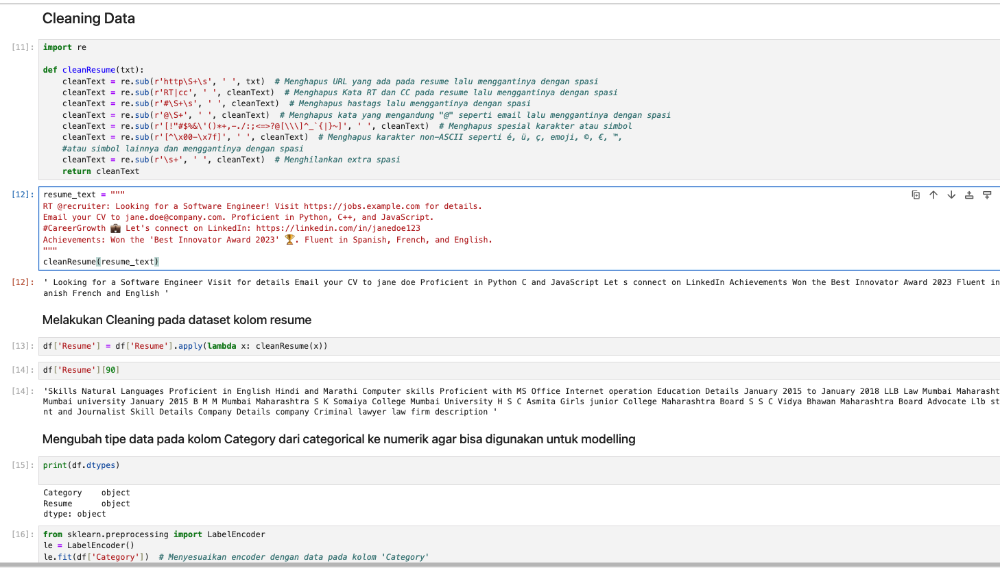 Cleaning Data
[11]:
import re
def cleanResume(txt):
    cleanText = re.sub(r'http\S+\s', ' ', txt)  # Menghapus URL yang ada pada resume lalu menggantinya dengan spasi
    cleanText = re.sub(r'RT|cc', ' ', cleanText)  # Menghapus Kata RT dan CC pada resume lalu menggantinya dengan spasi
    cleanText = re.sub(r'#\S+\s', ' ', cleanText)  # Menghapus hastags lalu menggantinya dengan spasi
    cleanText = re.sub(r'@\S+', ' ', cleanText)  # Menghapus kata yang mengandung "@" seperti email lalu menggantinya dengan spasi
    cleanText = re.sub(r'[!"#$%&\'()*+,-./:;<=>?@[\\\]^_`{|}~]', ' ', cleanText)  # Menghapus spesial karakter atau simbol
    cleanText = re.sub(r'[^\x00-\x7f]', ' ', cleanText)  # Menghapus karakter non-ASCII seperti é, ü, ç, emoji, ©, €, ™,
    #atau simbol lainnya dan menggantinya dengan spasi
    cleanText = re.sub(r'\s+', ' ', cleanText)  # Menghilankan extra spasi
    return cleanText
[12]:
resume_text = """
RT @recruiter: Looking for a Software Engineer! Visit https://jobs.example.com for details.
Email your CV to jane.doe@company.com. Proficient in Python, C++, and JavaScript.
#CareerGrowth 💼 Let's connect on LinkedIn: https://linkedin.com/in/janedoe123
Achievements: Won the 'Best Innovator Award 2023' 🏆. Fluent in Spanish, French, and English.
"""
cleanResume(resume_text)
[12]:
' Looking for a Software Engineer Visit for details Email your CV to jane doe Proficient in Python C and JavaScript Let s connect on LinkedIn Achievements Won the Best Innovator Award 2023 Fluent in
anish French and English '
Melakukan Cleaning pada dataset kolom resume
[13]:
df['Resume'] = df['Resume'].apply(lambda x: cleanResume(x))
[14]:
df['Resume'][90]
[14]:
'Skills Natural Languages Proficient in English Hindi and Marathi Computer skills Proficient with MS Office Internet operation Education Details January 2015 to January 2018 LLB Law Mumbai Maharasht
Mumbai university January 2015 B M M Mumbai Maharashtra S K Somaiya College Mumbai University H S C Asmita Girls junior College Maharashtra Board S S C Vidya Bhawan Maharashtra Board Advocate Llb st
nt and Journalist Skill Details Company Details company Criminal lawyer law firm description '
Mengubah tipe data pada kolom Category dari categorical ke numerik agar bisa digunakan untuk modelling
[15]:
print(df.dtypes)
Category    object
Resume      object
dtype: object
[16]:
from sklearn.preprocessing import LabelEncoder
le = LabelEncoder()
le.fit(df['Category'])  # Menyesuaikan encoder dengan data pada kolom 'Category'